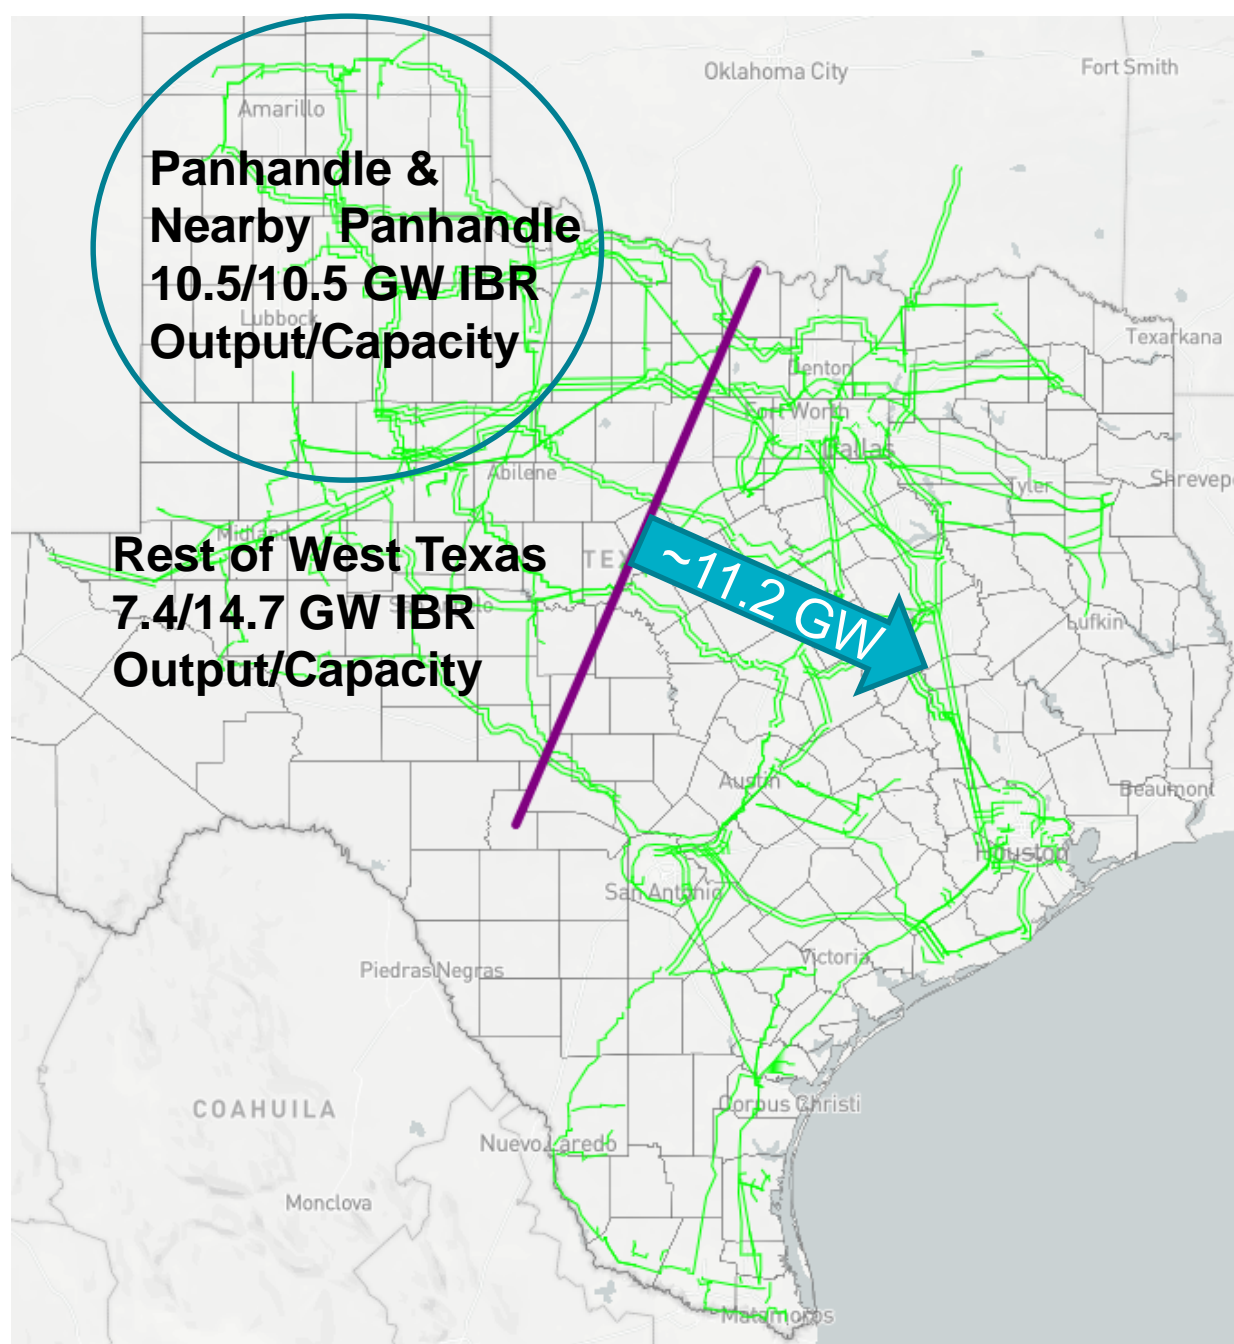 Oklahoma City
Fort Smith
Amarillo
Panhandle &
Nearby Panhandle
10.5/10.5 GW IBR
Output/Capacity
Lubbock
Texarkana
Denton
Fort Worth
Dallas
Abilene
Tyler
Shrevep
Midland
Rest of West Texas
7.4/14.7 GW IBR
Output/Capacity
TEX
~11.2 GW
San Angelo
Lufkin
Austin
Beaumont
Houston
San Antonio
Victoria
Piedras Negras
COAHUILA
Corpus Christi
Nuevo Laredo
Monclova
Matamoros